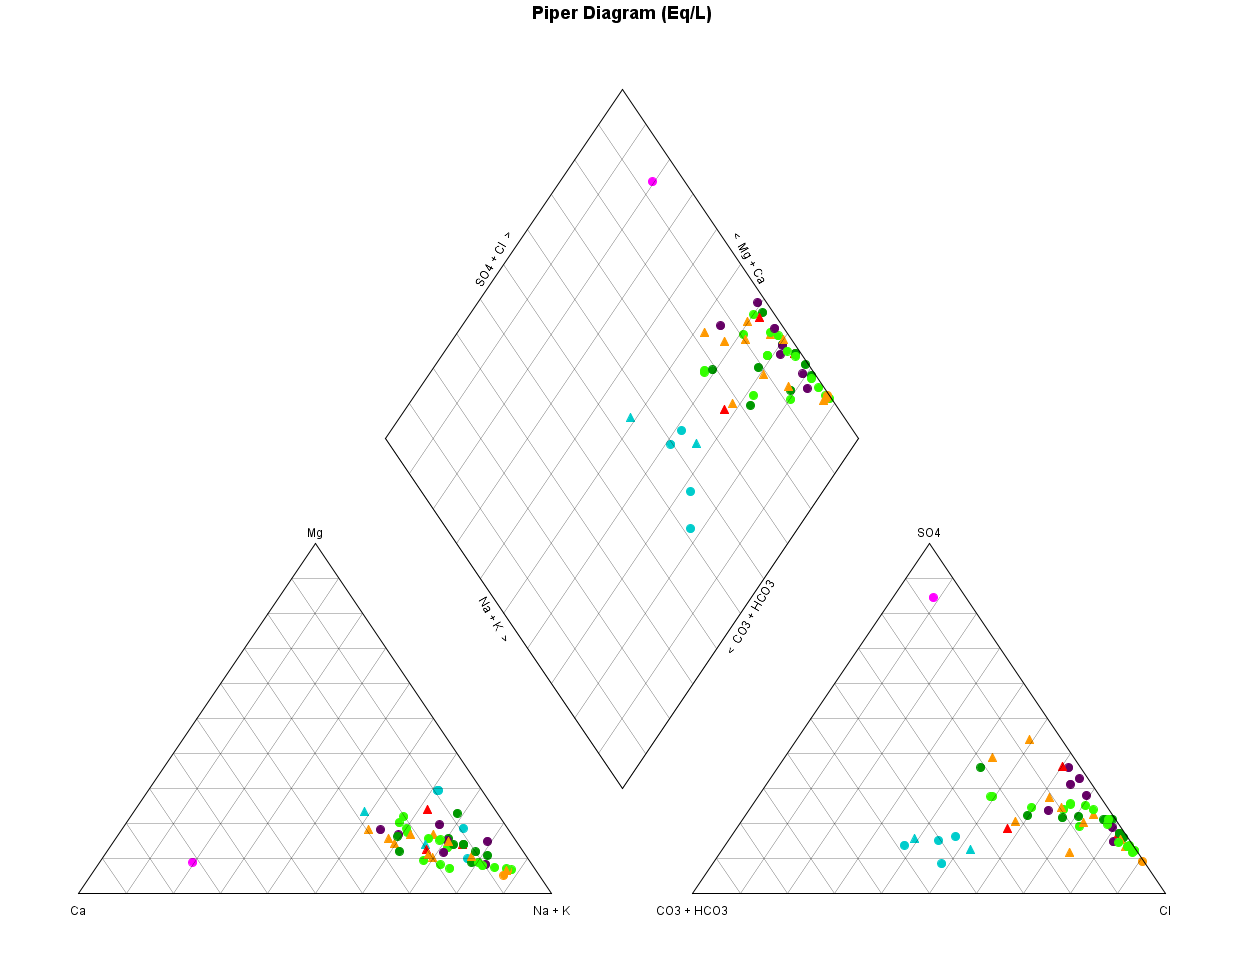 Piper Diagram (Eq/L)
SO4 + Cl >
< Mg + Ca
Mg
SO4
Na + K >
< CO3 + HCO3
Ca
Na + K
CO3 + HCO3
Cl